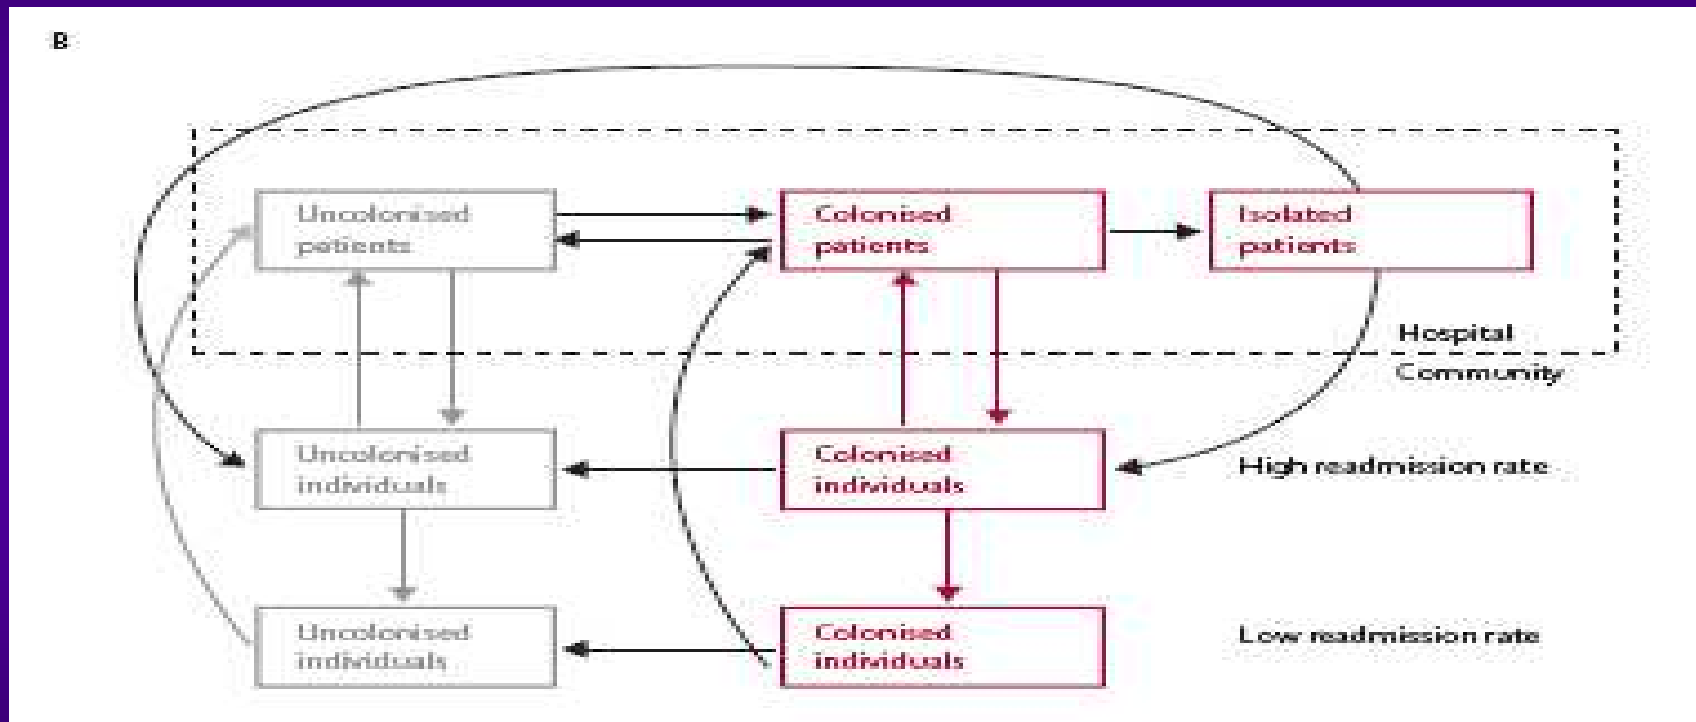 B
Uncolonised
patients
Colonised
patients
Isolated
patients
Hospital
Community
Uncolonised
individuals
Colonised
individuals
High readmission rate
Uncolonised
individuals
Colonised
individuals
Low readmission rate